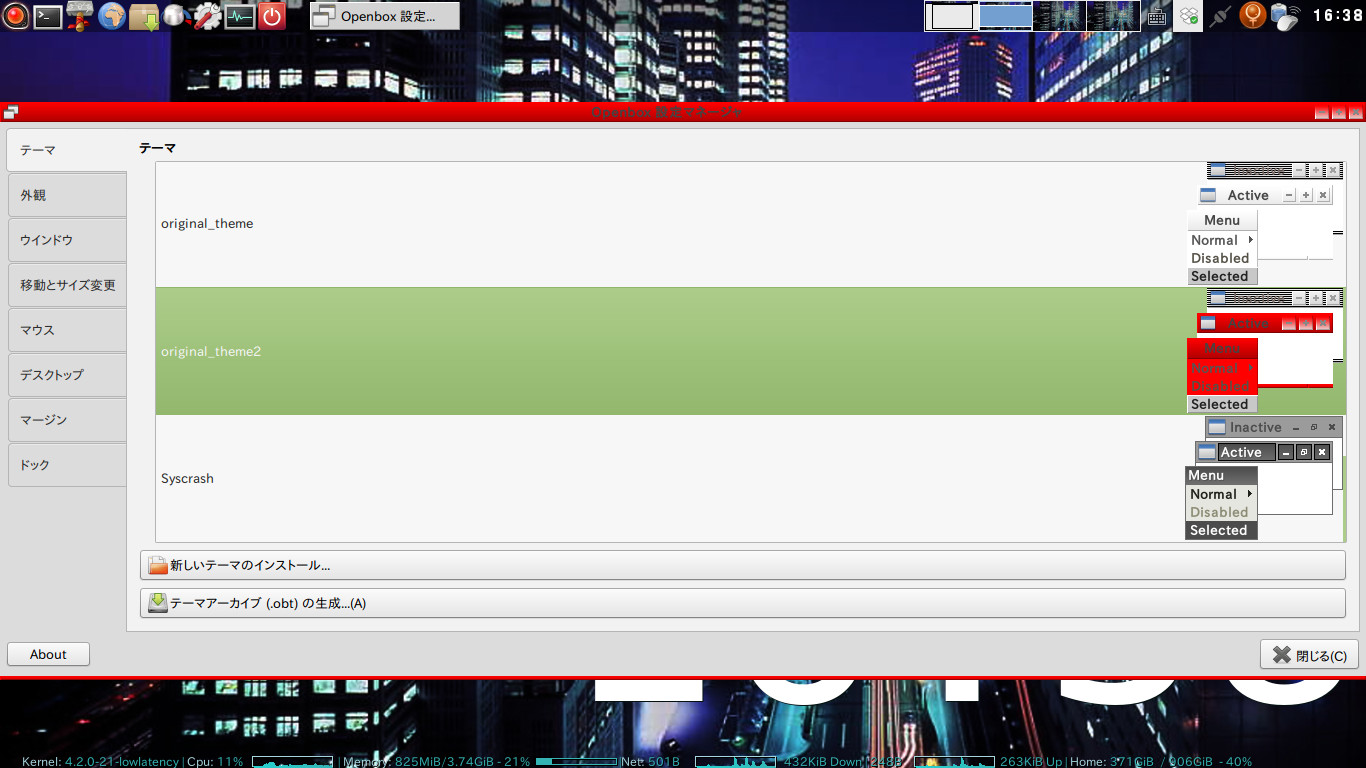 Openbox 設定...
16:38
Openbox 設定マネージャ
テーマ
外観
ウインドウ
移動とサイズ変更
マウス
デスクトップ
マージン
ドック
テーマ
original_theme
Active
Menu
Normal
Disabled
Selected
original_theme2
Active
Menu
Normal
Disabled
Selected
Syscrash
Inactive
Active
Menu
Normal
Disabled
Selected
新しいテーマのインストール...
テーマアーカイブ (.obt) の生成...(A)
About
閉じる(C)
Kernel: 4.2.0-21-lowlatency | Cpu: 11% | Memory: 825MiB/3.74GiB - 21% Net: 501B 432KiB Down 263KiB Up | Home: 371GiB / 906GiB - 40%